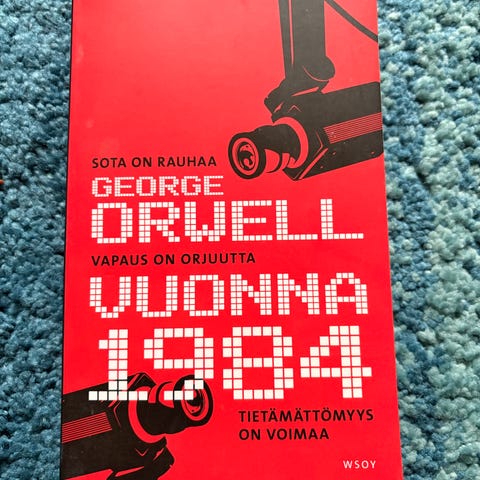 SOTA ON RAUHAA
GEORGE
ORWELL
VAPAUS ON ORJUUTTA
VUONNA
1984
TIETÄMÄTTÖMYYS
ON VOIMAA
WSOY